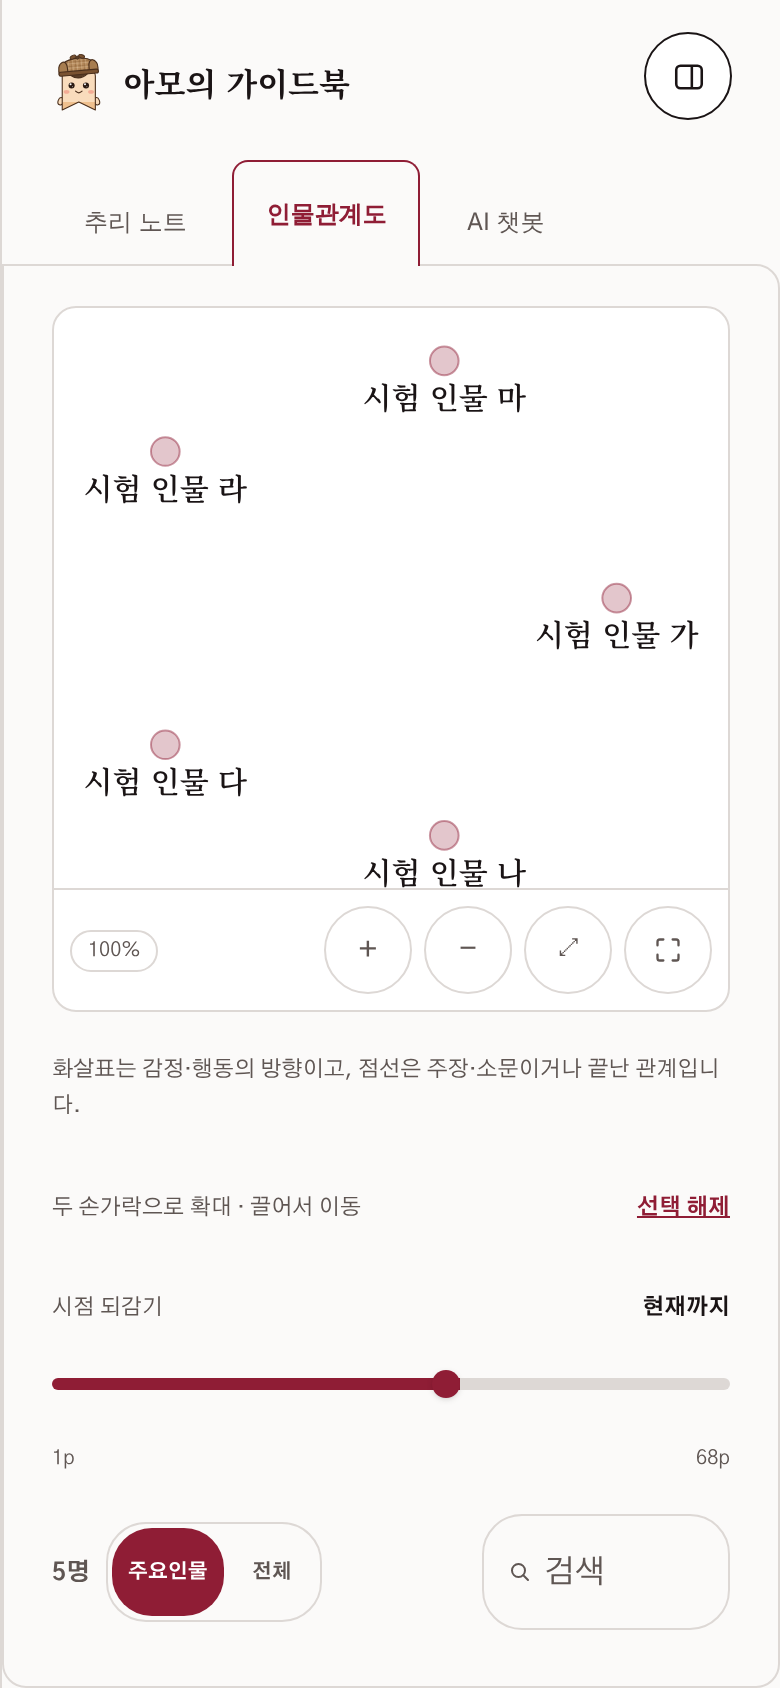 아모의 가이드북
추리 노트
인물관계도
AI 챗봇
시험 인물 마
시험 인물 라
시험 인물 가
시험 인물 다
시험 인물 나
100%
+
−
화살표는 감정·행동의 방향이고, 점선은 주장·소문이거나 끝난 관계입니
다.
두 손가락으로 확대 · 끌어서 이동
선택 해제
시점 되감기
현재까지
1p
68p
5명
주요인물
전체
검색